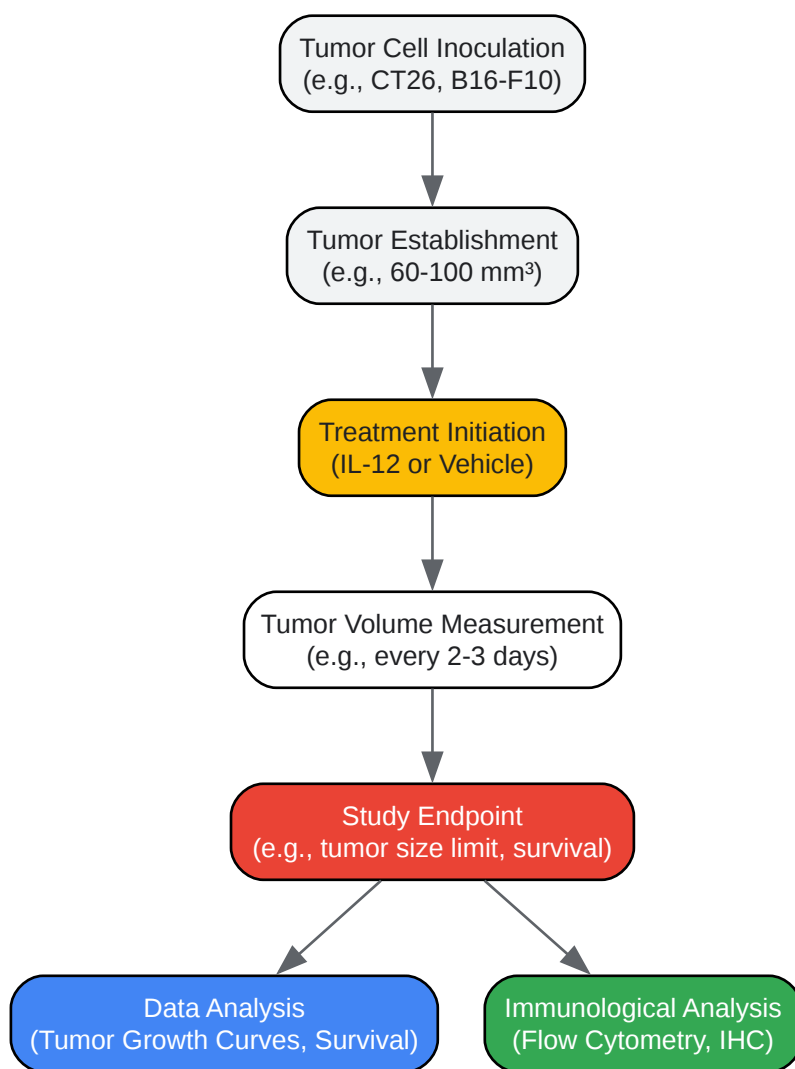 Tumor Cell Inoculation
(e.g., CT26, B16-F10)
Tumor Establishment
(e.g., 60-100 mm³)
Treatment Initiation
(IL-12 or Vehicle)
Tumor Volume Measurement
(e.g., every 2-3 days)
Study Endpoint
(e.g., tumor size limit, survival)
Data Analysis
(Tumor Growth Curves, Survival)
Immunological Analysis
(Flow Cytometry, IHC)